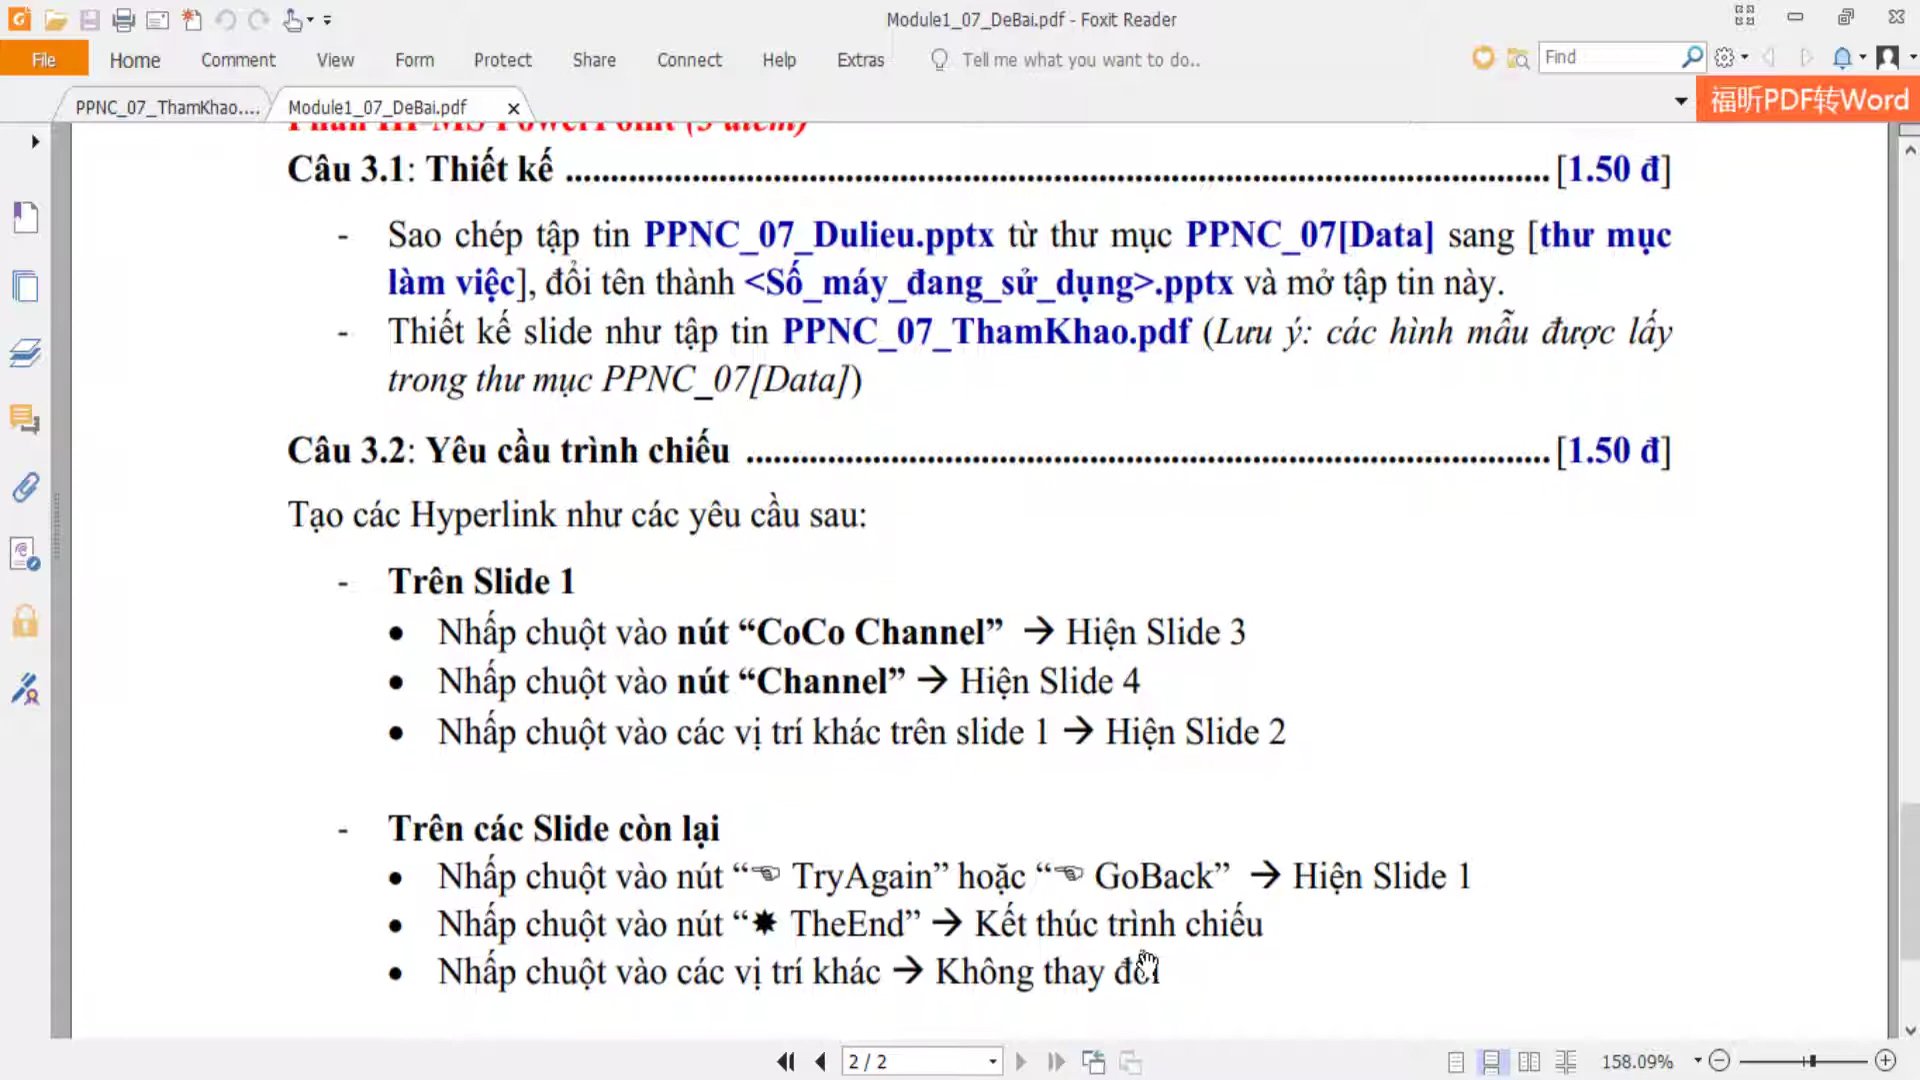 Module1_07_DeBai.pdf - Foxit Reader
File Home Comment View Form Protect Share Connect Help Extras Tell me what you want to do.. Find
PPNC_07_ThamKhao.... Module1_07_DeBai.pdf 福昕PDF转Word
Phần III-MS PowerPoint (3 điểm)
Câu 3.1: Thiết kế ........................................................................................................ [1.50 đ]
- Sao chép tập tin PPNC_07_Dulieu.pptx từ thư mục PPNC_07[Data] sang [thư mục
làm việc], đổi tên thành <Số_máy_đang_sử_dụng>.pptx và mở tập tin này.
- Thiết kế slide như tập tin PPNC_07_ThamKhao.pdf (Lưu ý: các hình mẫu được lấy
trong thư mục PPNC_07[Data])
Câu 3.2: Yêu cầu trình chiếu ..................................................................................... [1.50 đ]
Tạo các Hyperlink như các yêu cầu sau:
- Trên Slide 1
• Nhấp chuột vào nút “CoCo Channel” → Hiện Slide 3
• Nhấp chuột vào nút “Channel” → Hiện Slide 4
• Nhấp chuột vào các vị trí khác trên slide 1 → Hiện Slide 2
- Trên các Slide còn lại
• Nhấp chuột vào nút “☜ TryAgain” hoặc “☜ GoBack” → Hiện Slide 1
• Nhấp chuột vào nút “✸ TheEnd” → Kết thúc trình chiếu
• Nhấp chuột vào các vị trí khác → Không thay đổi
2 / 2 158.09%